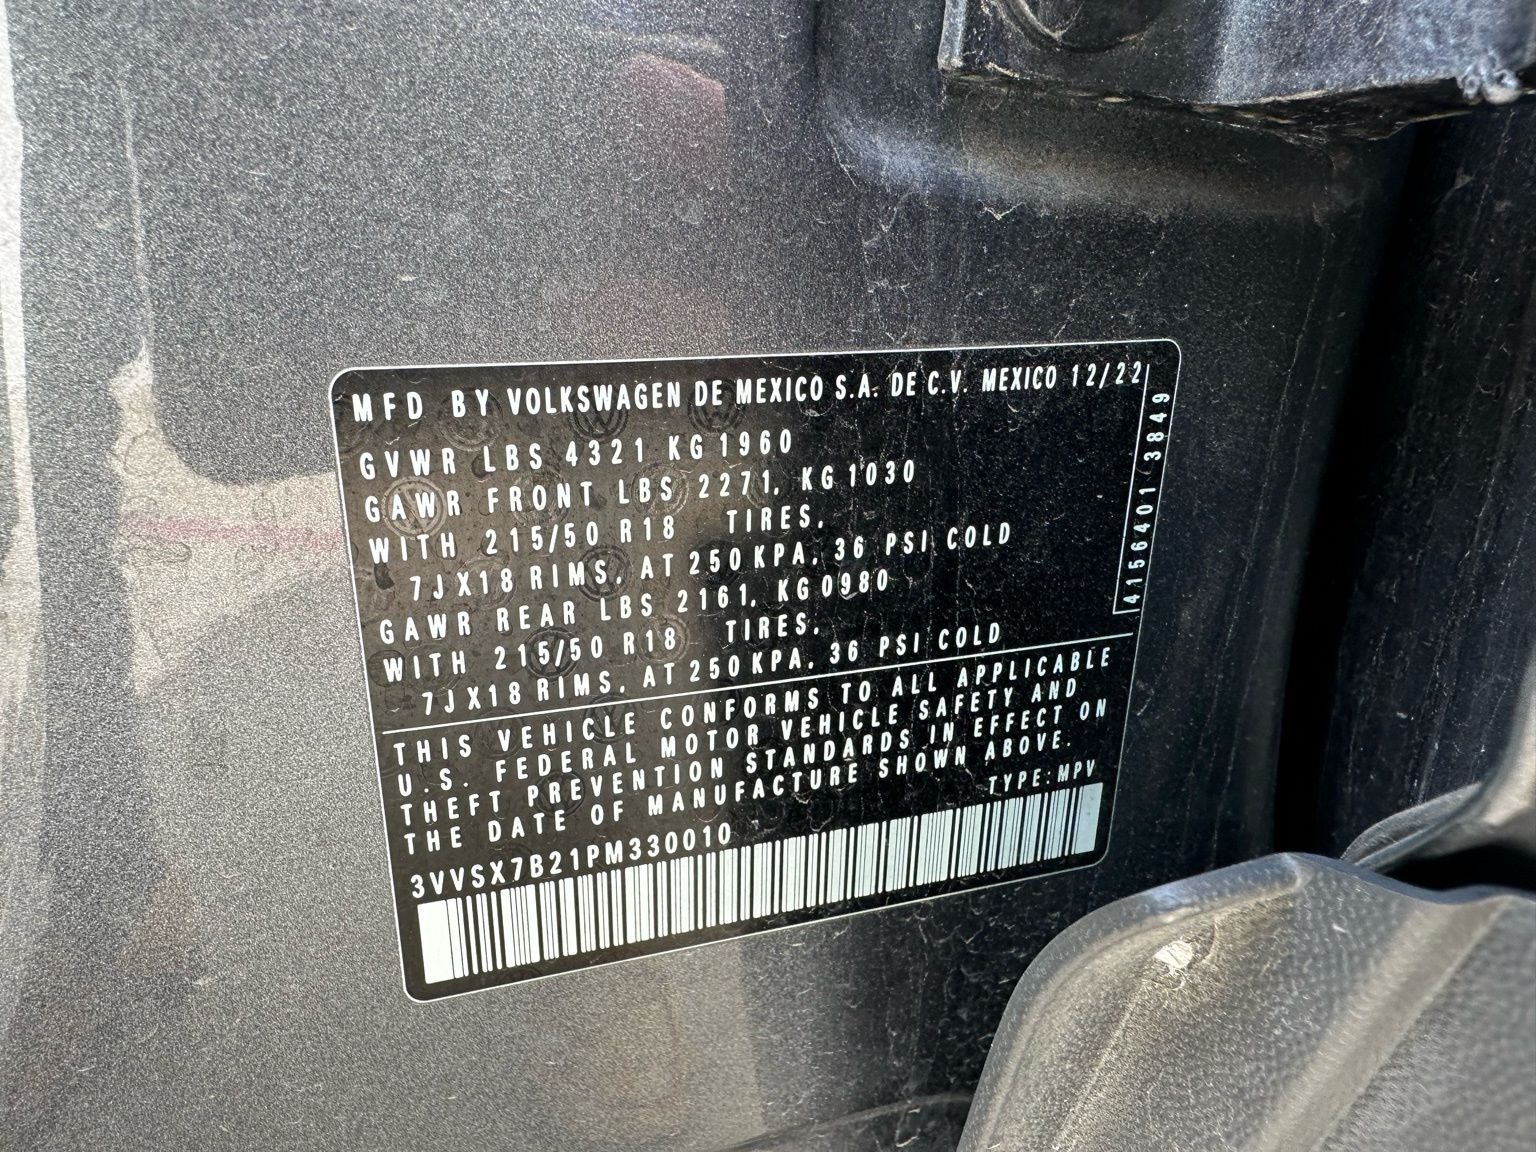 MFD BY VOLKSWAGEN DE MEXICO S.A. DE C.V. MEXICO 12/22
GVWR LBS 4321 KG 1960
GAWR FRONT LBS 2271, KG 1030
WITH 215/50 R18 TIRES,
7JX18 RIMS, AT 250 KPA, 36 PSI COLD
GAWR REAR LBS 2161, KG 0980
WITH 215/50 R18 TIRES,
7JX18 RIMS, AT 250 KPA, 36 PSI COLD
THIS VEHICLE CONFORMS TO ALL APPLICABLE
U.S. FEDERAL MOTOR VEHICLE SAFETY AND
THEFT PREVENTION STANDARDS IN EFFECT ON
THE DATE OF MANUFACTURE SHOWN ABOVE.
TYPE: MPV
3VVSX7B21PM330010
4156401 3849